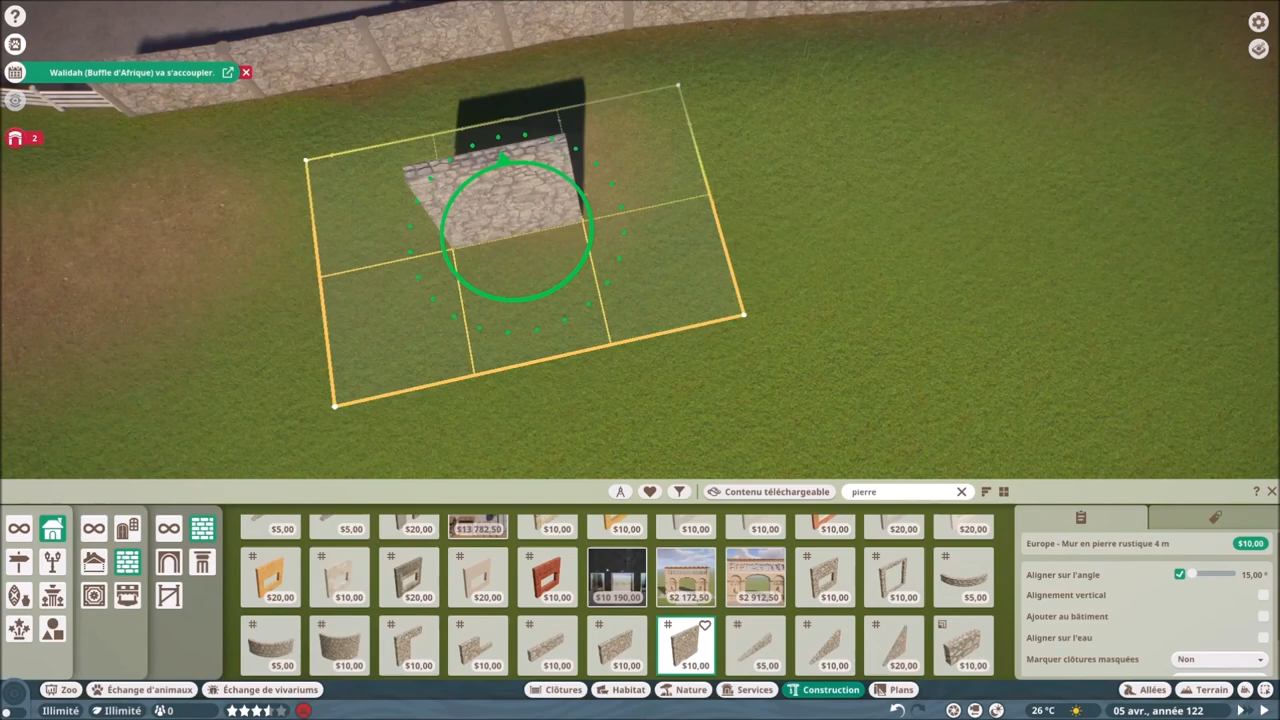 ?
Walidah (Buffle d'Afrique) va s'accoupler.
2
Contenu téléchargeable
pierre
?
$5,00 $5,00 $20,00 $13 782,50 $10,00 $10,00 $10,00 $10,00 $10,00 $20,00 $20,00
Europe - Mur en pierre rustique 4 m $10,00
Aligner sur l'angle 15,00 °
Alignement vertical
$20,00 $10,00 $20,00 $20,00 $10,00 $10 190,00 $2 172,50 $2 912,50 $10,00 $10,00 $5,00
Ajouter au bâtiment
Aligner sur l'eau
Marquer clôtures masquées Non
$5,00 $10,00 $10,00 $10,00 $10,00 $10,00 $10,00 $5,00 $10,00 $20,00 $10,00
Zoo Échange d'animaux Échange de vivariums Clôtures Habitat Nature Services Construction Plans Allées Terrain
Illimité Illimité 0 26 °C 05 avr., année 122